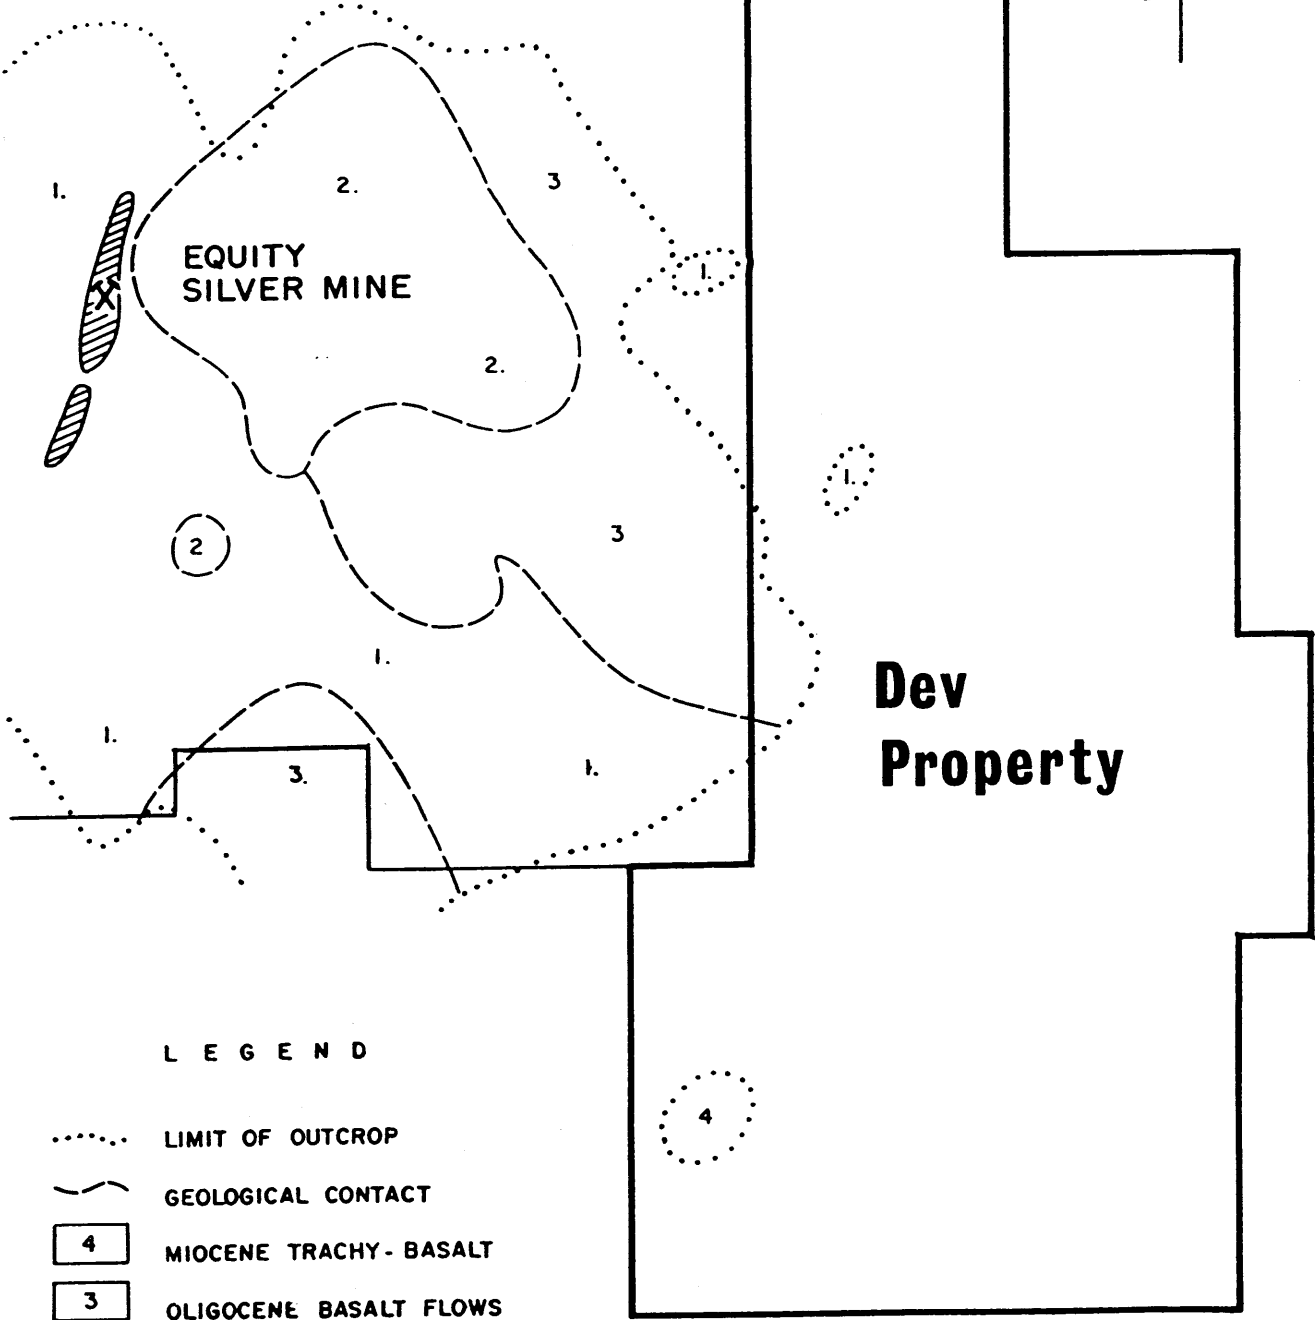 1.
2.
3
EQUITY
SILVER MINE
1.
2.
1.
3
2
1.
Dev
Property
1.
3.
1.
LEGEND
4
LIMIT OF OUTCROP
GEOLOGICAL CONTACT
4 MIOCENE TRACHY-BASALT
3 OLIGOCENE BASALT FLOWS